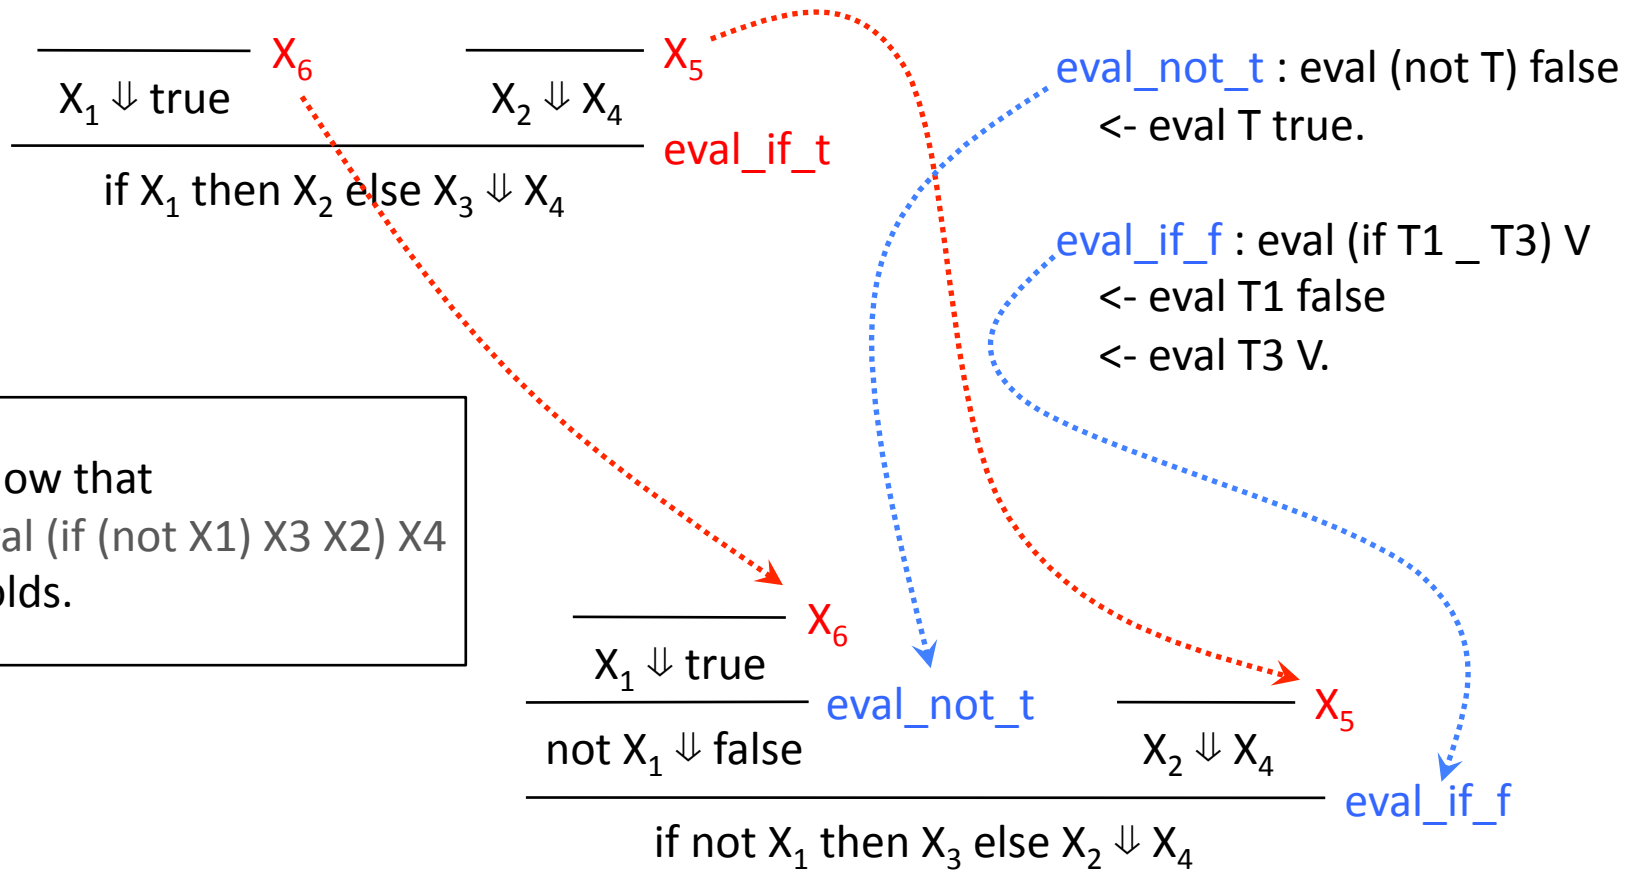 X₆
X₁ ⇓ true
X₅
X₂ ⇓ X₄
eval_if_t
if X₁ then X₂ else X₃ ⇓ X₄
eval_not_t : eval (not T) false
<- eval T true.
eval_if_f : eval (if T1 _ T3) V
<- eval T1 false
<- eval T3 V.
ow that
al (if (not X1) X3 X2) X4
olds.
X₆
X₁ ⇓ true
eval_not_t
not X₁ ⇓ false
X₅
X₂ ⇓ X₄
eval_if_f
if not X₁ then X₃ else X₂ ⇓ X₄